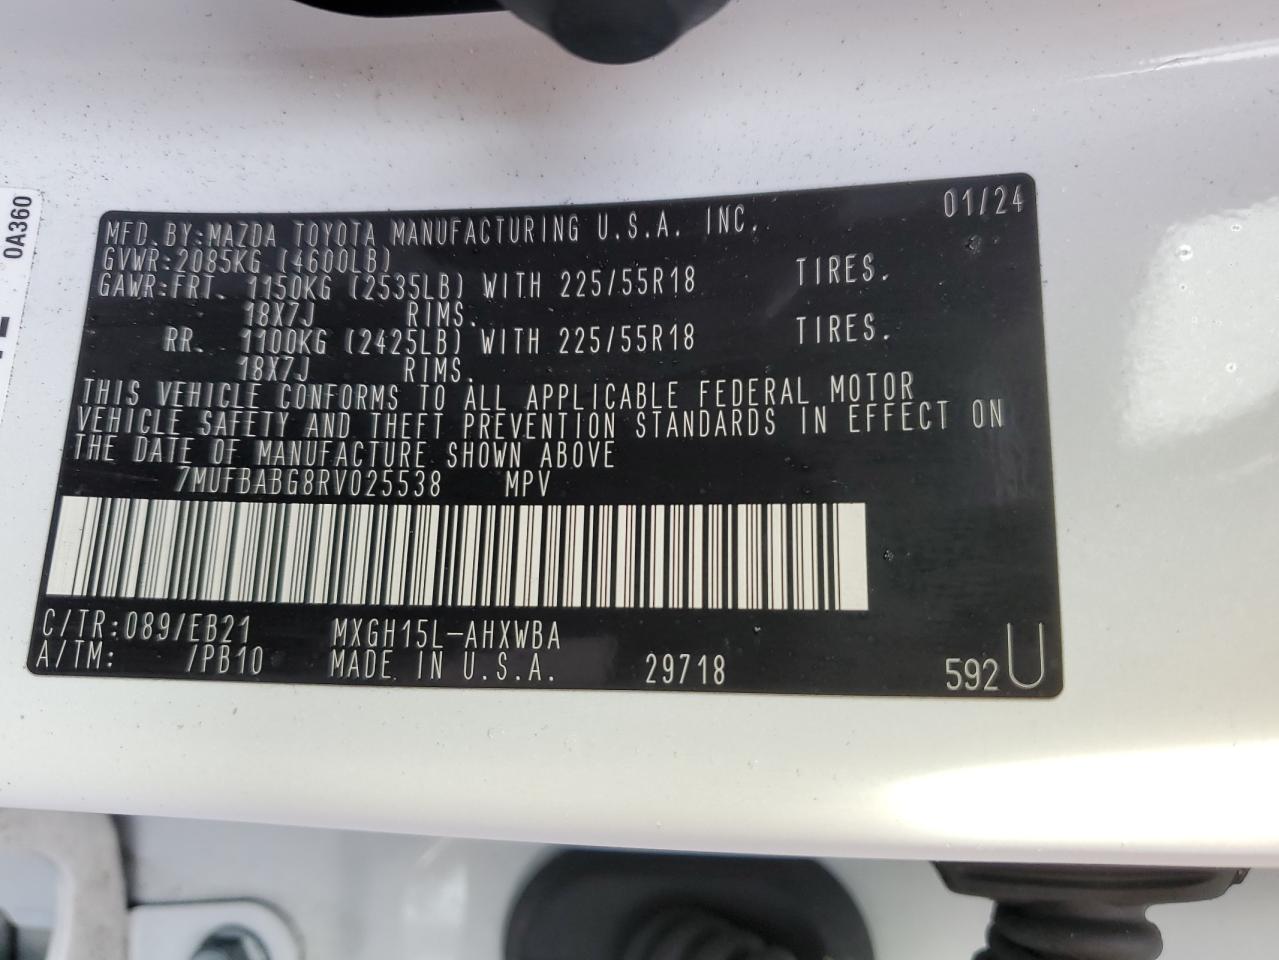 0A360
01/24
MFD.BY:MAZDA TOYOTA MANUFACTURING U.S.A. INC.
GVWR:2085KG (4600LB)
GAWR:FRT. 1150KG (2535LB) WITH 225/55R18 TIRES.
18X7J RIMS.
RR. 1100KG (2425LB) WITH 225/55R18 TIRES.
18X7J RIMS.
THIS VEHICLE CONFORMS TO ALL APPLICABLE FEDERAL MOTOR
VEHICLE SAFETY AND THEFT PREVENTION STANDARDS IN EFFECT ON
THE DATE OF MANUFACTURE SHOWN ABOVE
7MUFBABG8RV025538 MPV
C/TR:089/EB21 MXGH15L-AHXWBA
A/TM: /PB10 MADE IN U.S.A. 29718 592U